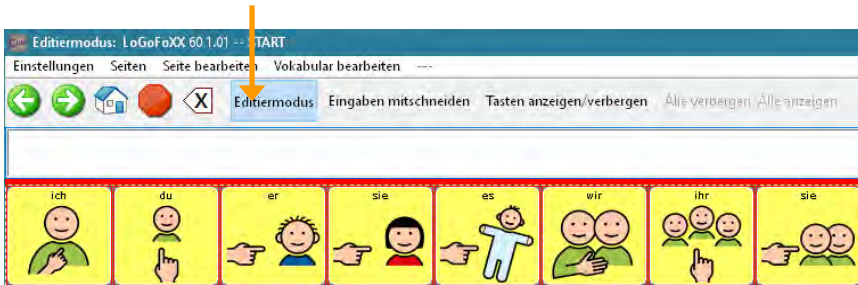 Editiermodus: LoGoFoXX 60 1.01 -- START
Einstellungen Seiten Seite bearbeiten Vokabular bearbeiten ---
X Editiermodus Eingaben mitschneiden Tasten anzeigen/verbergen Alle verbergen Alle anzeigen
ich du er sie es wir ihr sie